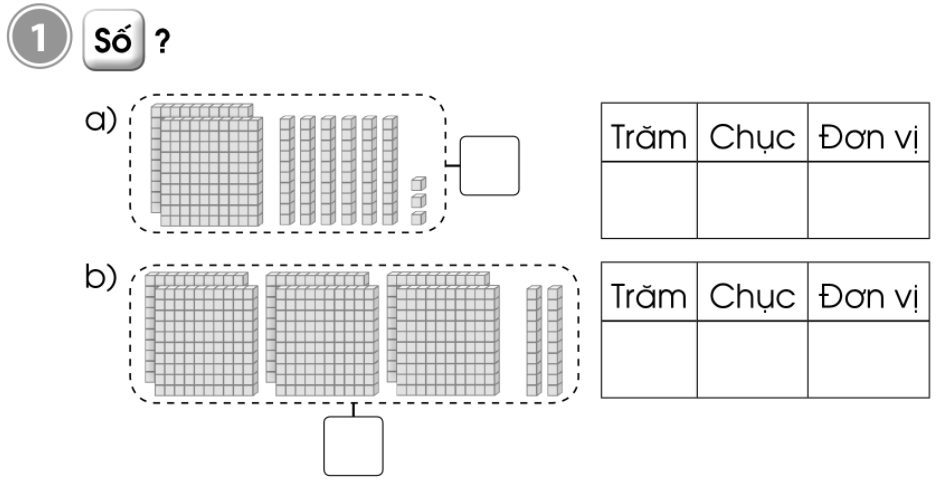 1 Số ?
a)
Trăm Chục Đơn vị
b)
Trăm Chục Đơn vị